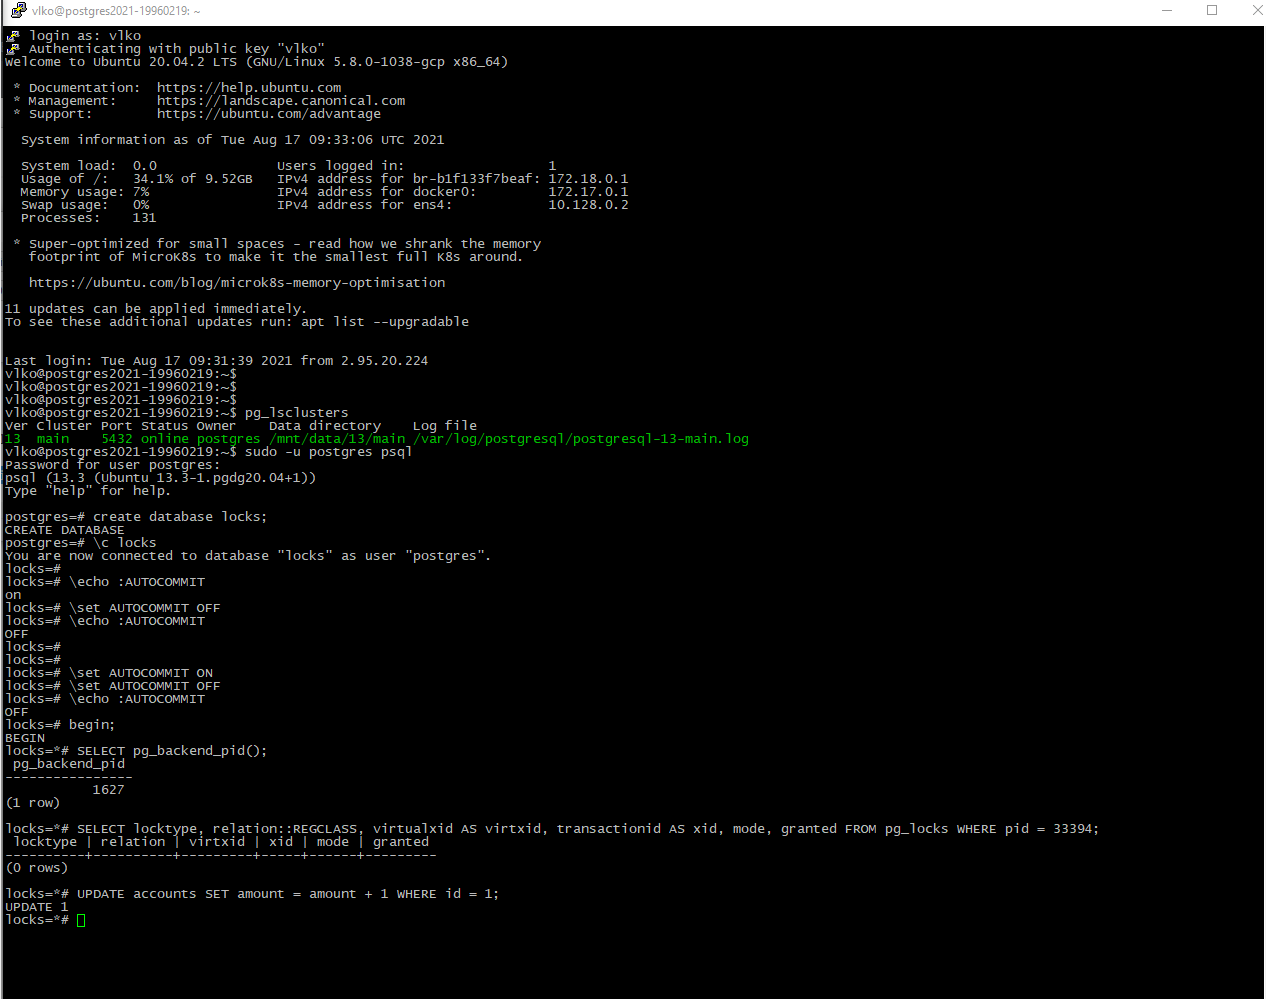 vlko@postgres2021-19960219: ~
login as: vlko
Authenticating with public key "vlko"
Welcome to Ubuntu 20.04.2 LTS (GNU/Linux 5.8.0-1038-gcp x86_64)
 * Documentation:  https://help.ubuntu.com
 * Management:     https://landscape.canonical.com
 * Support:        https://ubuntu.com/advantage
  System information as of Tue Aug 17 09:33:06 UTC 2021
  System load:  0.0               Users logged in:                  1
  Usage of /:   34.1% of 9.52GB   IPv4 address for br-b1f133f7beaf: 172.18.0.1
  Memory usage: 7%                IPv4 address for docker0:         172.17.0.1
  Swap usage:   0%                IPv4 address for ens4:            10.128.0.2
  Processes:    131
 * Super-optimized for small spaces - read how we shrank the memory
   footprint of MicroK8s to make it the smallest full K8s around.
   https://ubuntu.com/blog/microk8s-memory-optimisation
11 updates can be applied immediately.
To see these additional updates run: apt list --upgradable
Last login: Tue Aug 17 09:31:39 2021 from 2.95.20.224
vlko@postgres2021-19960219:~$
vlko@postgres2021-19960219:~$
vlko@postgres2021-19960219:~$
vlko@postgres2021-19960219:~$ pg_lsclusters
Ver Cluster Port Status Owner    Data directory    Log file
13  main    5432 online postgres /mnt/data/13/main /var/log/postgresql/postgresql-13-main.log
vlko@postgres2021-19960219:~$ sudo -u postgres psql
Password for user postgres:
psql (13.3 (Ubuntu 13.3-1.pgdg20.04+1))
Type "help" for help.
postgres=# create database locks;
CREATE DATABASE
postgres=# \c locks
You are now connected to database "locks" as user "postgres".
locks=#
locks=# \echo :AUTOCOMMIT
on
locks=# \set AUTOCOMMIT OFF
locks=# \echo :AUTOCOMMIT
OFF
locks=#
locks=#
locks=# \set AUTOCOMMIT ON
locks=# \set AUTOCOMMIT OFF
locks=# \echo :AUTOCOMMIT
OFF
locks=# begin;
BEGIN
locks=*# SELECT pg_backend_pid();
 pg_backend_pid
----------------
           1627
(1 row)
locks=*# SELECT locktype, relation::REGCLASS, virtualxid AS virtxid, transactionid AS xid, mode, granted FROM pg_locks WHERE pid = 33394;
 locktype | relation | virtxid | xid | mode | granted
----------+----------+---------+-----+------+---------
(0 rows)
locks=*# UPDATE accounts SET amount = amount + 1 WHERE id = 1;
UPDATE 1
locks=*#